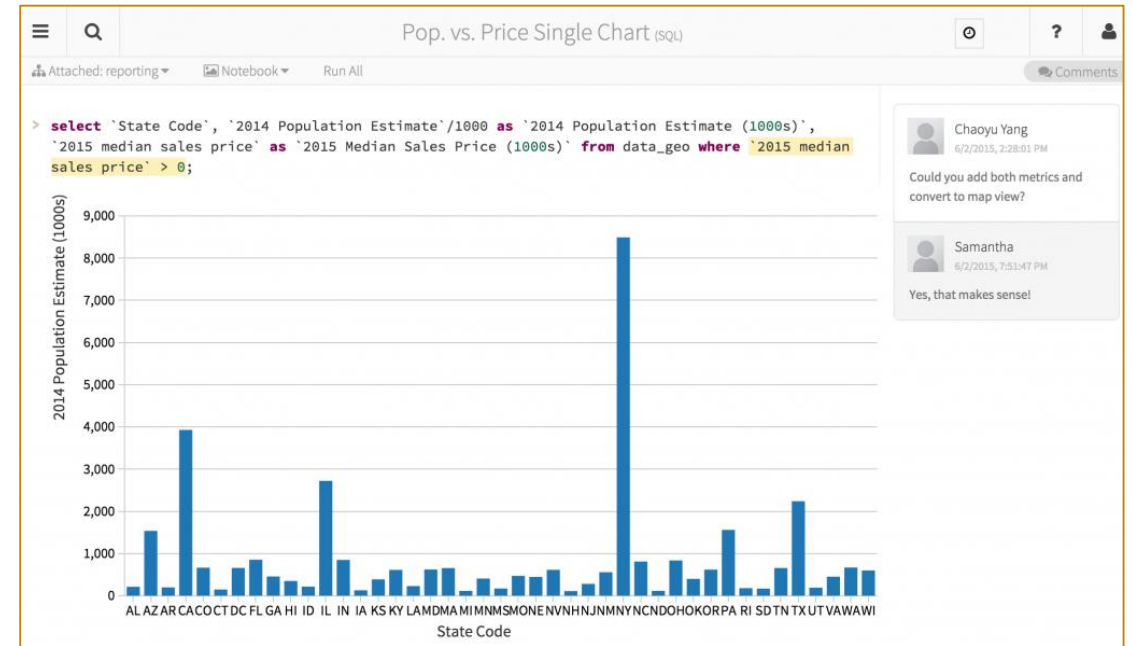 Pop. vs. Price Single Chart (SQL)
?
Attached: reporting
Notebook
Run All
Comments
> select `State Code`, `2014 Population Estimate`/1000 as `2014 Population Estimate (1000s)`,
`2015 median sales price` as `2015 Median Sales Price (1000s)` from data_geo where `2015 median
sales price` > 0;
2014 Population Estimate (1000s)
9,000
8,000
7,000
6,000
5,000
4,000
3,000
2,000
1,000
0
AL AZ AR CA CO CT DC FL GA HI ID IL IN IA KS KY LA MD MA MI MN MS MO NE NV NH NJ NM NY NC ND OH OK OR PA RI SD TN TX UT VA WA WI
State Code
Chaoyu Yang
6/2/2015, 2:28:01 PM
Could you add both metrics and
convert to map view?
Samantha
6/2/2015, 7:51:47 PM
Yes, that makes sense!